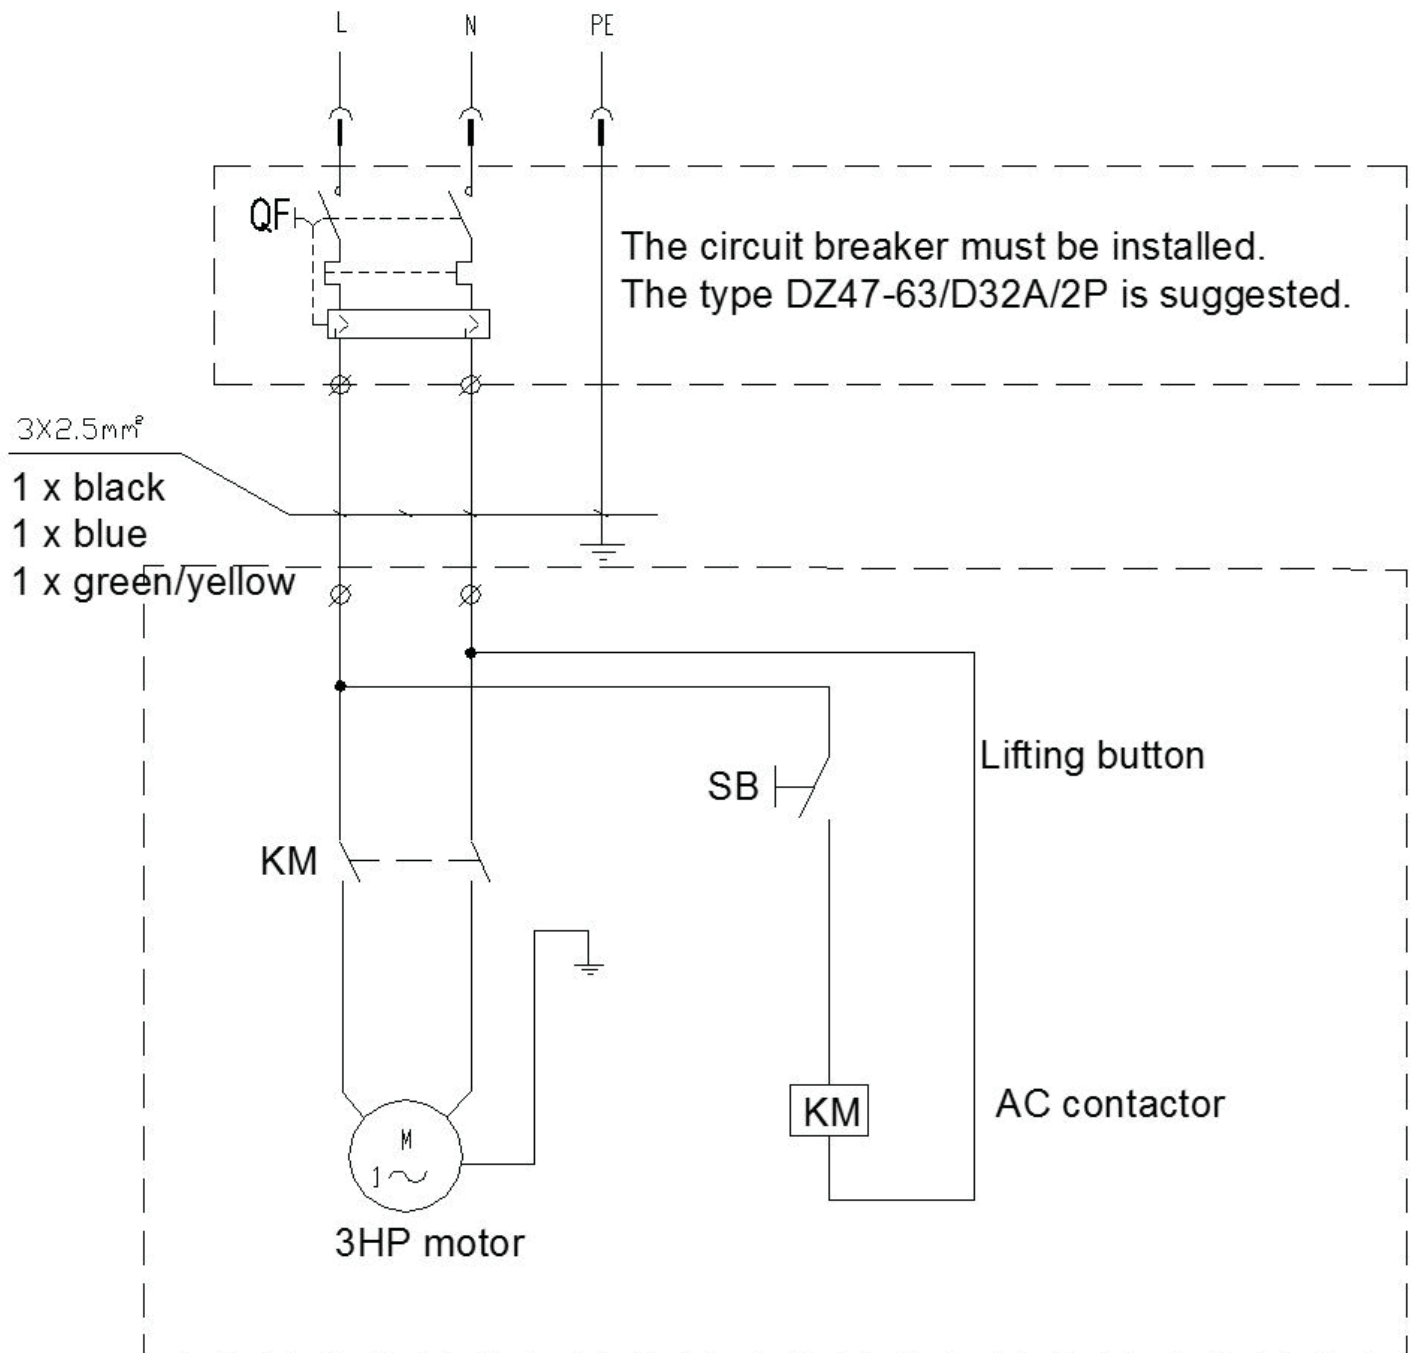 L N PE
QF
The circuit breaker must be installed.
The type DZ47-63/D32A/2P is suggested.
3X2.5mm²
1 x black
1 x blue
1 x green/yellow
Lifting button
SB
KM
KM
AC contactor
M
1~
3HP motor